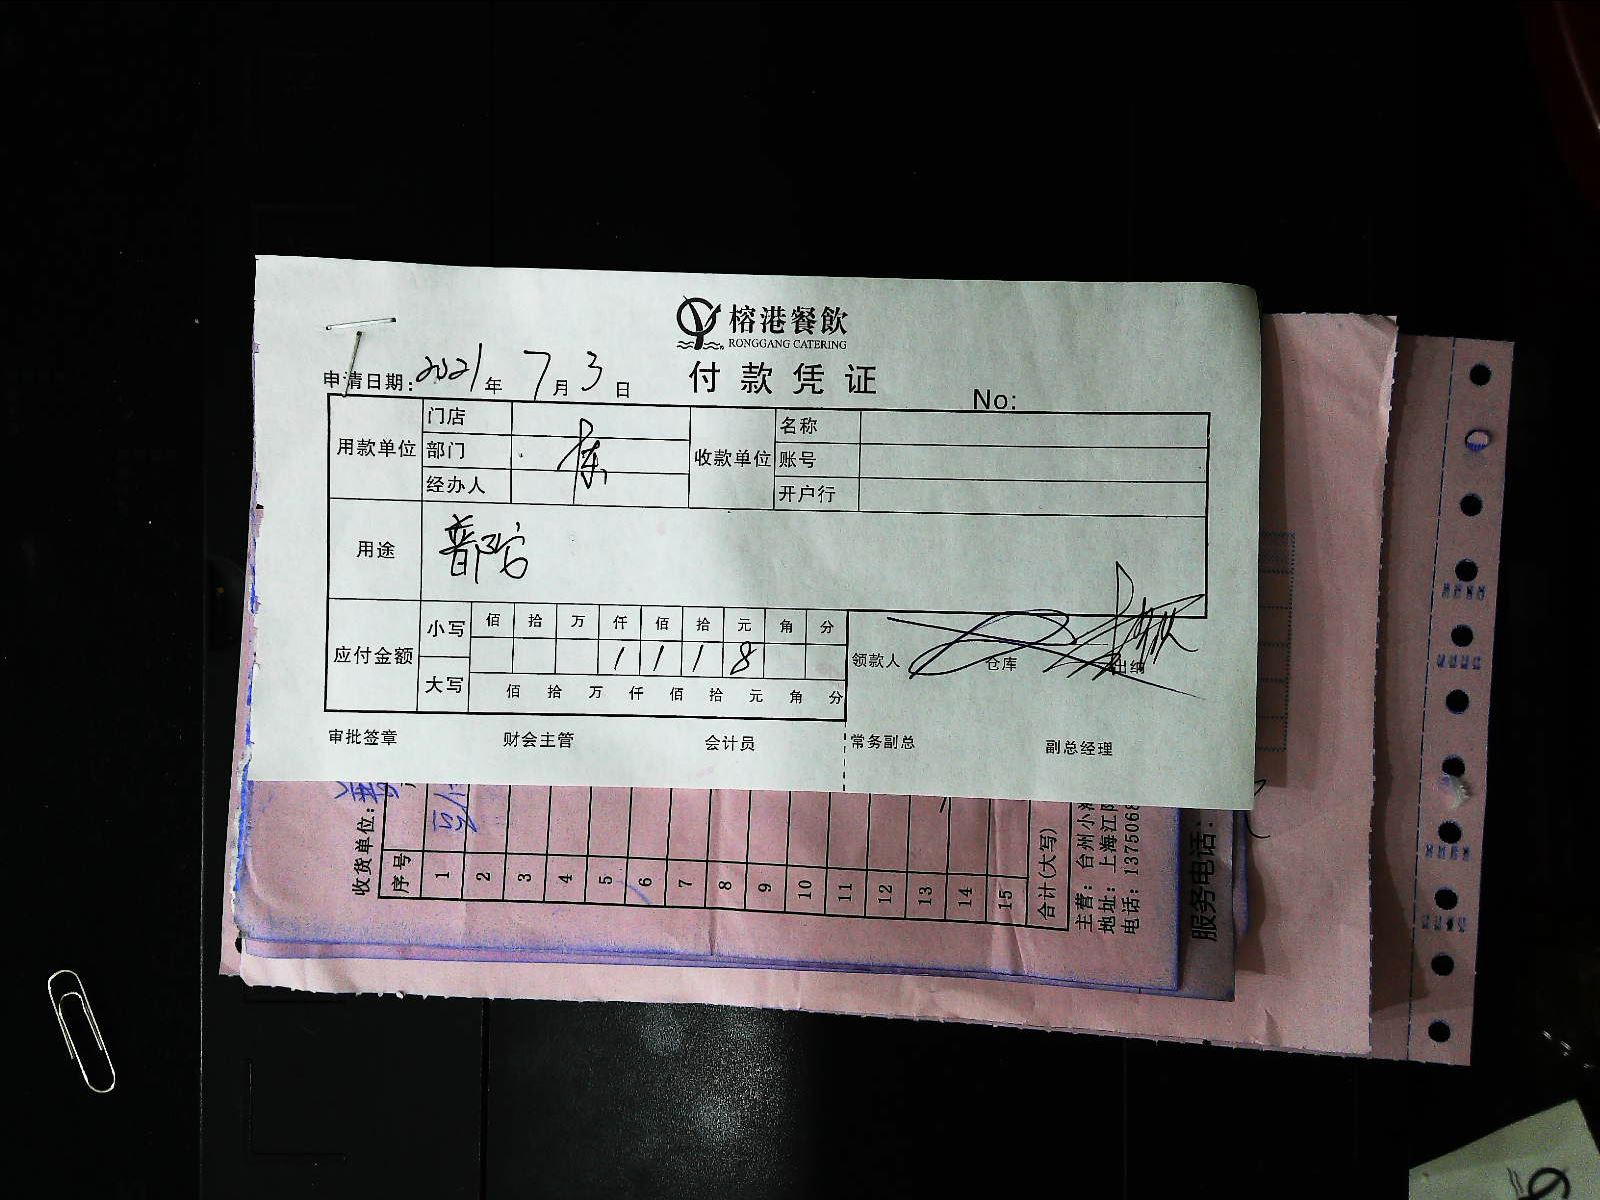 榕港餐飲
RONGGANG CATERING
付款凭证
申请日期: 2021 年 7 月 3 日
No:
用款单位 门店 收款单位 名称
部门 账号
经办人 开户行
用途
应付金额 小写 佰 拾 万 仟 佰 拾 元 角 分
1 1 1 8
大写 佰 拾 万 仟 佰 拾 元 角 分
领款人 仓库 出纳
审批签章 财会主管 会计员 常务副总 副总经理
收货单位:
序号 1 2 3 4 5 6 7 8 9 10 11 12 13 14 15
合计(大写)
主营: 台州小
地址: 上海江
电话: 1375068
服务电话: